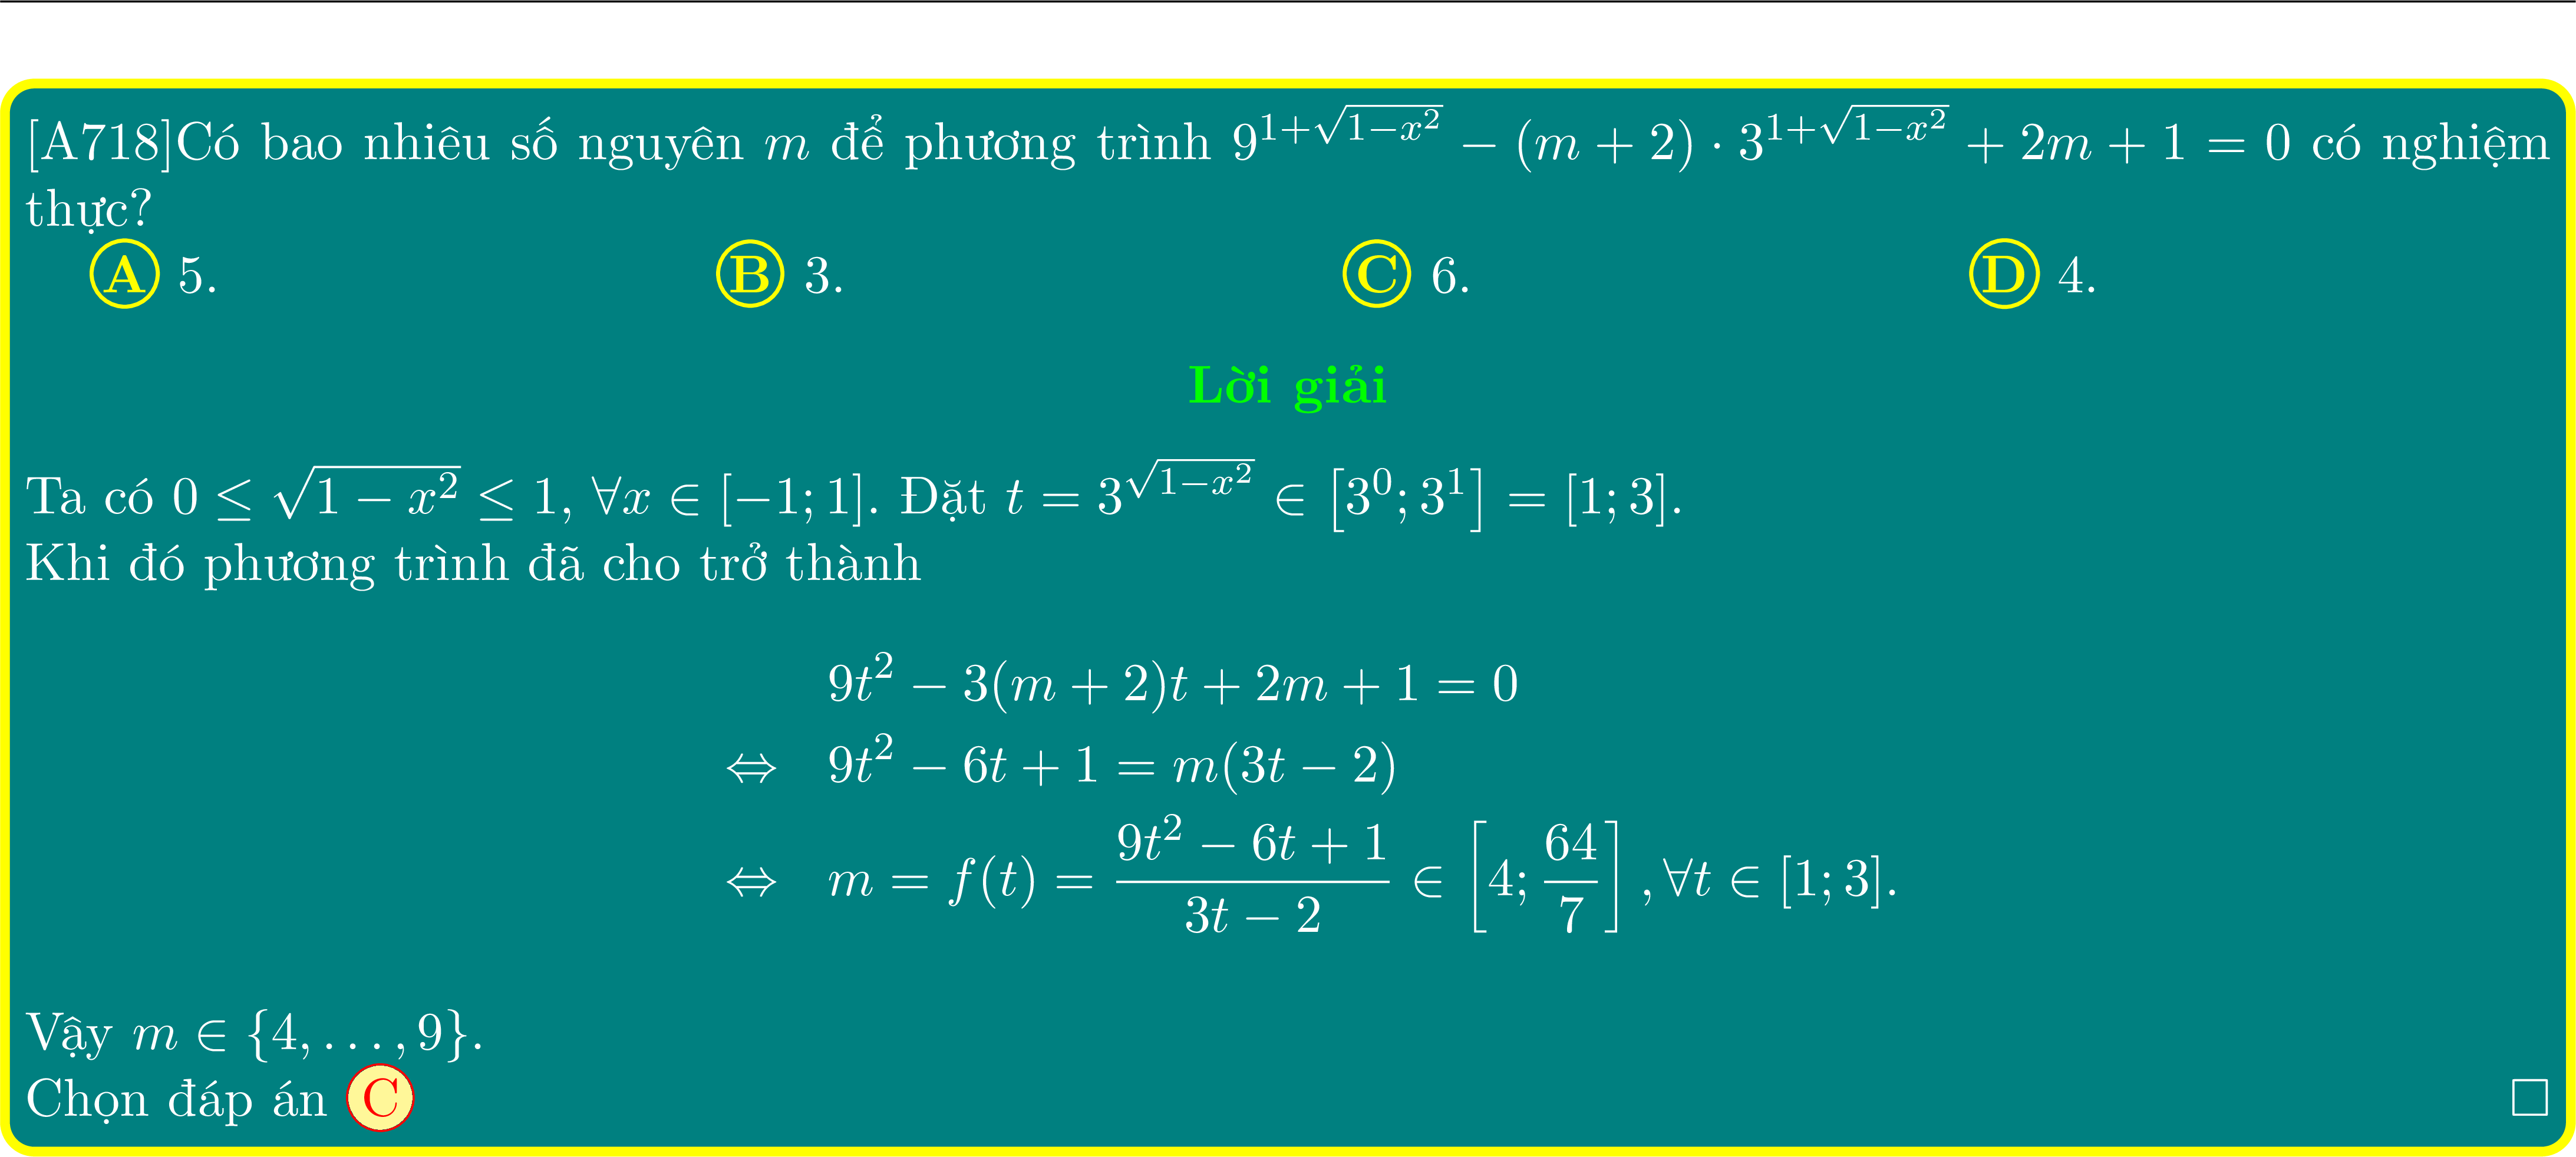 [A718]Có bao nhiêu số nguyên $m$ để phương trình $9^{1+\sqrt{1-x^2}} - (m+2) \cdot 3^{1+\sqrt{1-x^2}} + 2m + 1 = 0$ có nghiệm
thực?
Ⓐ 5. Ⓑ 3. Ⓒ 6. Ⓓ 4.
Lời giải
Ta có $0 \leq \sqrt{1-x^2} \leq 1, \forall x \in [-1;1]$. Đặt $t = 3^{\sqrt{1-x^2}} \in [3^0;3^1] = [1;3]$.
Khi đó phương trình đã cho trở thành
$9t^2 - 3(m+2)t + 2m + 1 = 0$
$\Leftrightarrow 9t^2 - 6t + 1 = m(3t-2)$
$\Leftrightarrow m = f(t) = \frac{9t^2 - 6t + 1}{3t - 2} \in \left[4; \frac{64}{7}\right], \forall t \in [1;3].$
Vậy $m \in \{4, \ldots, 9\}$.
Chọn đáp án Ⓒ □